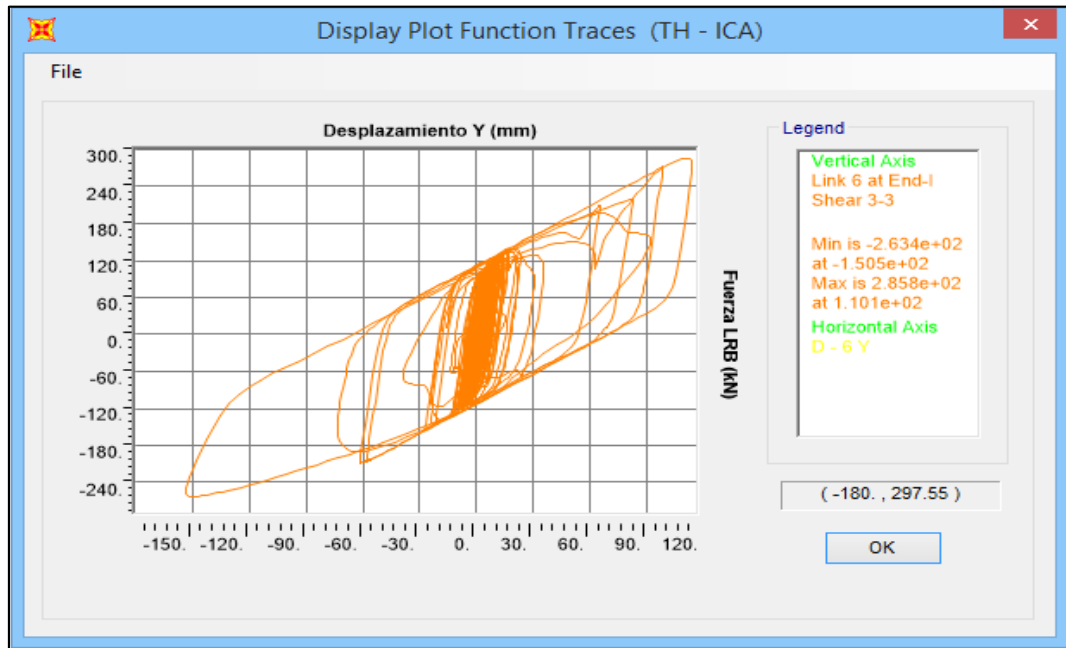 Display Plot Function Traces (TH - ICA)
File
Desplazamiento Y (mm)
300.
240.
180.
120.
60.
0.
-60.
-120.
-180.
-240.
-150. -120. -90. -60. -30. 0. 30. 60. 90. 120.
Fuerza LRB (kN)
Legend
Vertical Axis
Link 6 at End-I
Shear 3-3
Min is -2.634e+02
at -1.505e+02
Max is 2.858e+02
at 1.101e+02
Horizontal Axis
D - 6 Y
( -180. , 297.55 )
OK